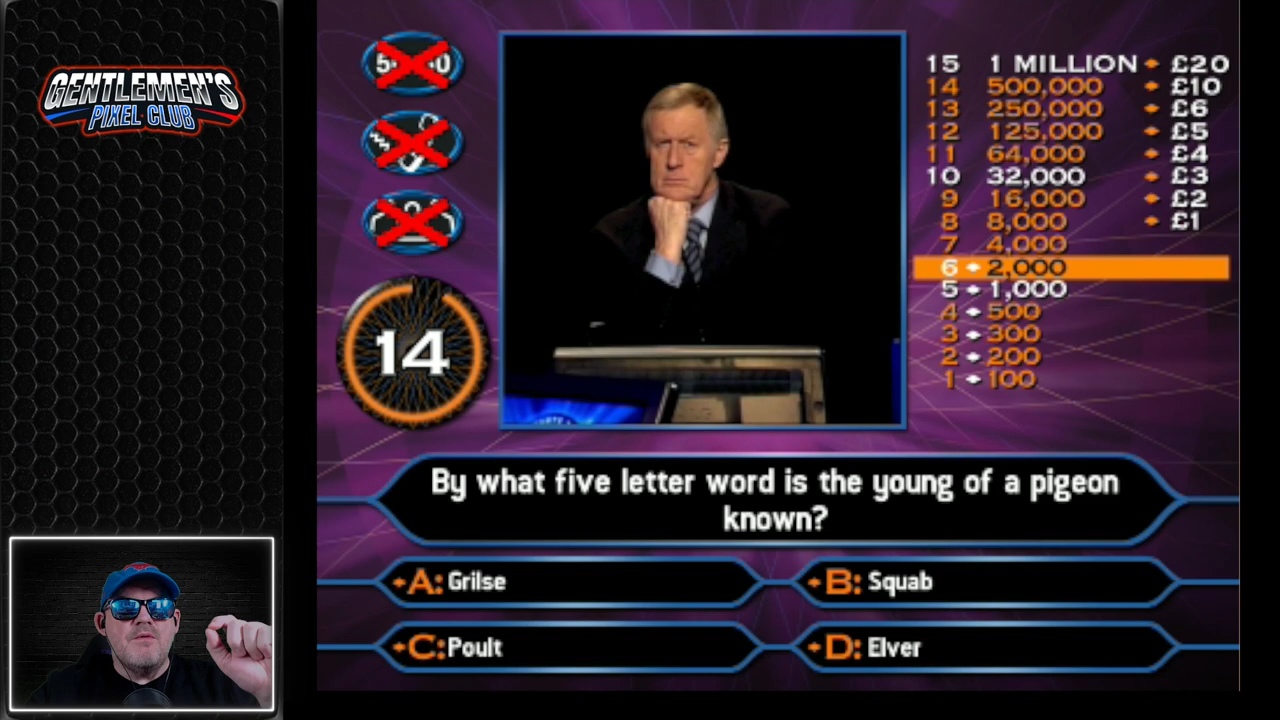 GENTLEMEN'S
PIXEL CLUB
14
15 1 MILLION £20
14 500,000 £10
13 250,000 £6
12 125,000 £5
11 64,000 £4
10 32,000 £3
9 16,000 £2
8 8,000 £1
7 4,000
6 2,000
5 1,000
4 500
3 300
2 200
1 100
By what five letter word is the young of a pigeon
known?
A: Grilse
B: Squab
C: Poult
D: Elver